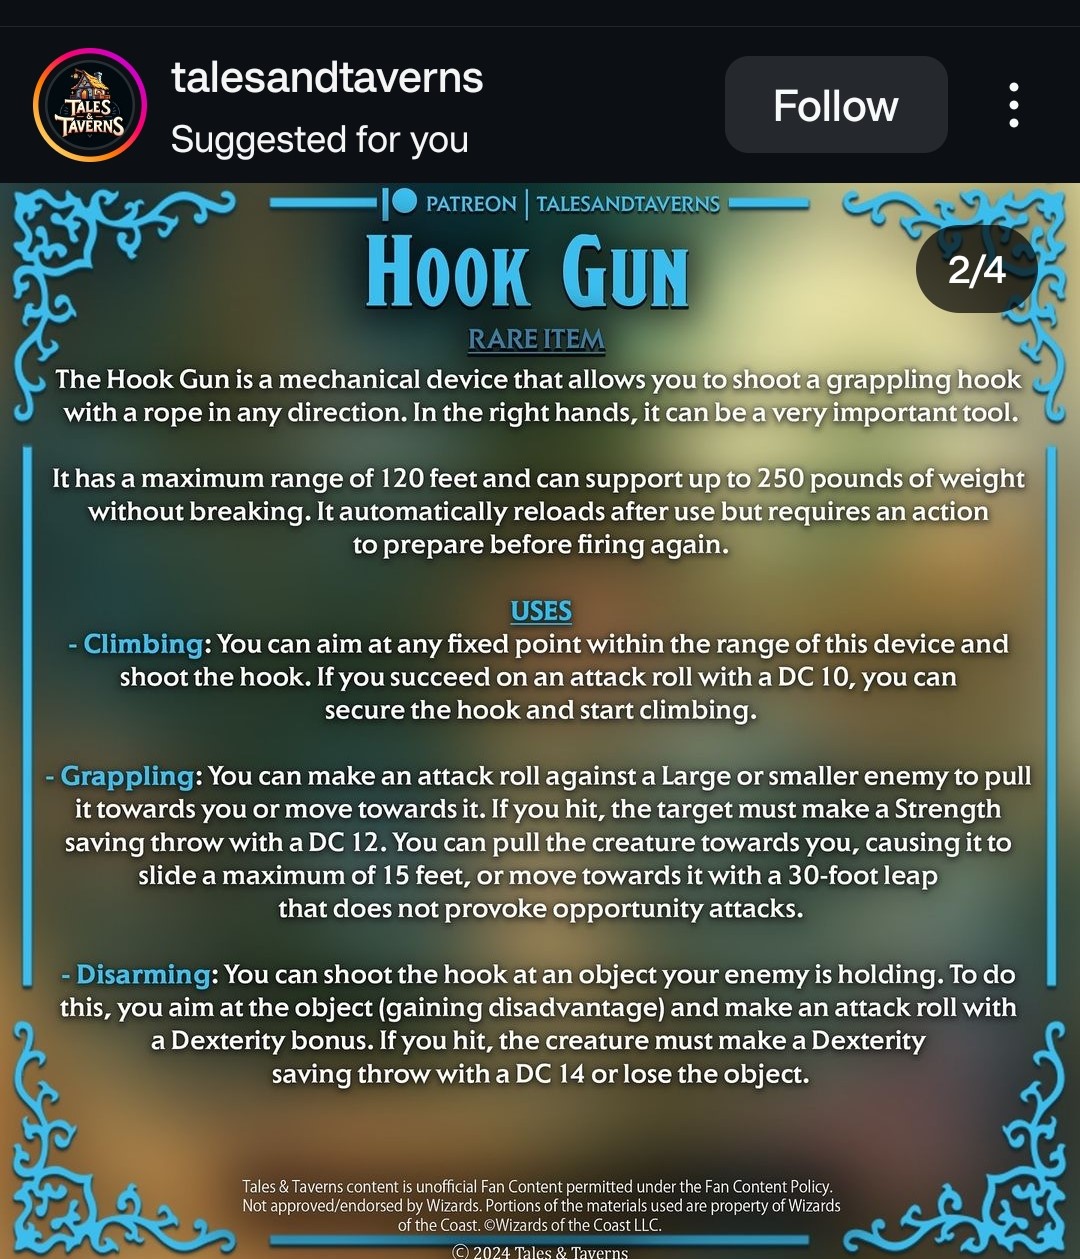 talesandtaverns
Suggested for you
Follow
TALES
&
TAVERNS
PATREON | TALESANDTAVERNS
HOOK GUN
2/4
RARE ITEM
The Hook Gun is a mechanical device that allows you to shoot a grappling hook
with a rope in any direction. In the right hands, it can be a very important tool.
It has a maximum range of 120 feet and can support up to 250 pounds of weight
without breaking. It automatically reloads after use but requires an action
to prepare before firing again.
USES
- Climbing: You can aim at any fixed point within the range of this device and
shoot the hook. If you succeed on an attack roll with a DC 10, you can
secure the hook and start climbing.
- Grappling: You can make an attack roll against a Large or smaller enemy to pull
it towards you or move towards it. If you hit, the target must make a Strength
saving throw with a DC 12. You can pull the creature towards you, causing it to
slide a maximum of 15 feet, or move towards it with a 30-foot leap
that does not provoke opportunity attacks.
- Disarming: You can shoot the hook at an object your enemy is holding. To do
this, you aim at the object (gaining disadvantage) and make an attack roll with
a Dexterity bonus. If you hit, the creature must make a Dexterity
saving throw with a DC 14 or lose the object.
Tales & Taverns content is unofficial Fan Content permitted under the Fan Content Policy.
Not approved/endorsed by Wizards. Portions of the materials used are property of Wizards
of the Coast. ©Wizards of the Coast LLC.
© 2024 Tales & Taverns